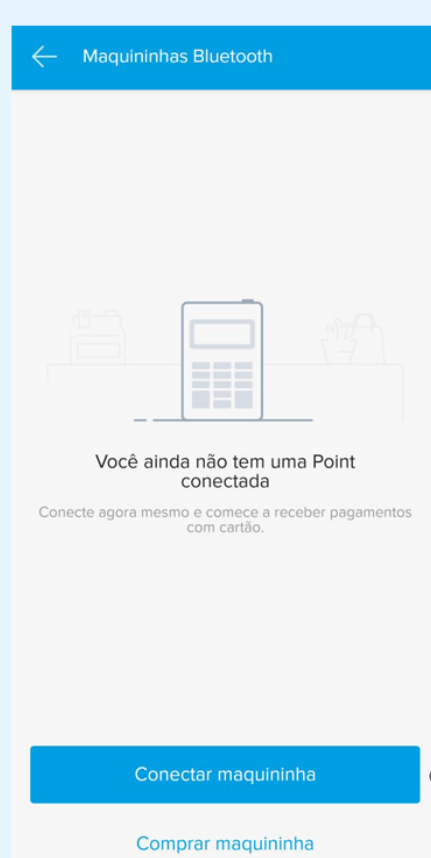 Maquininhas Bluetooth
Você ainda não tem uma Point
conectada
Conecte agora mesmo e comece a receber pagamentos
com cartão.
Conectar maquininha
Comprar maquininha